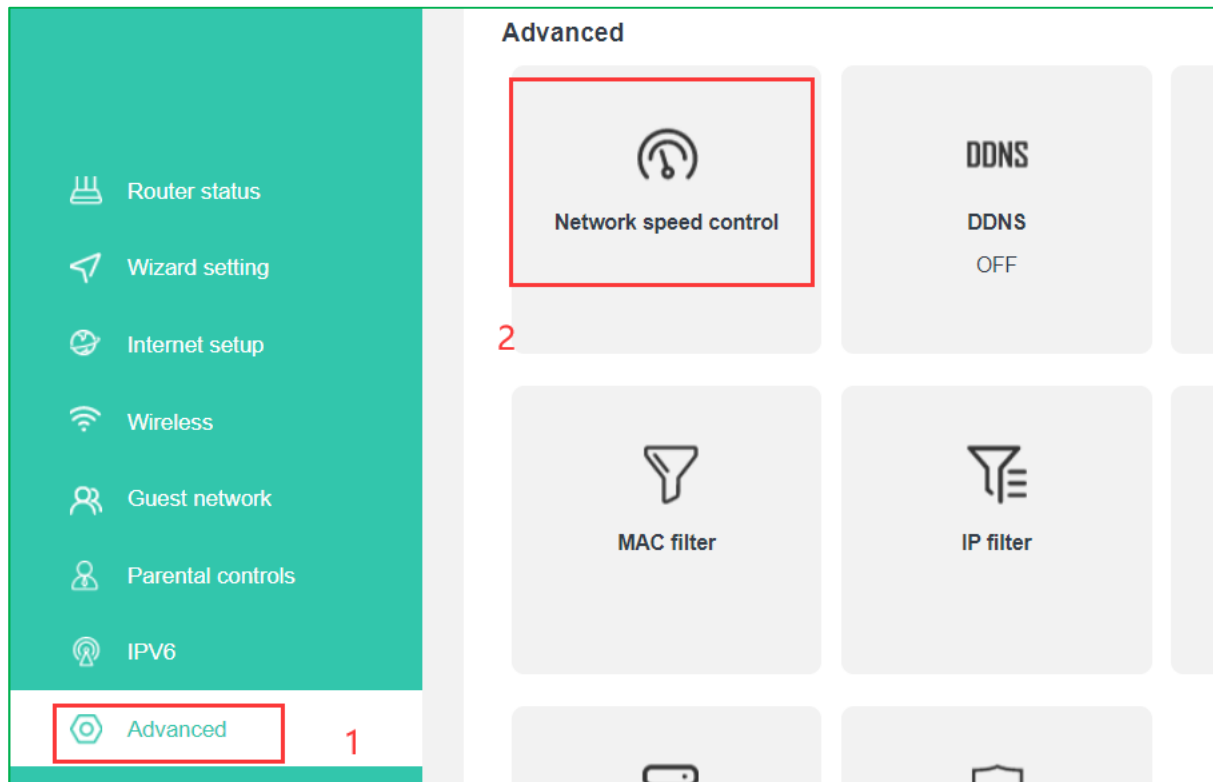 Router status
Wizard setting
Internet setup
Wireless
Guest network
Parental controls
IPV6
Advanced
1
Advanced
Network speed control
2
DDNS
DDNS
OFF
MAC filter
IP filter